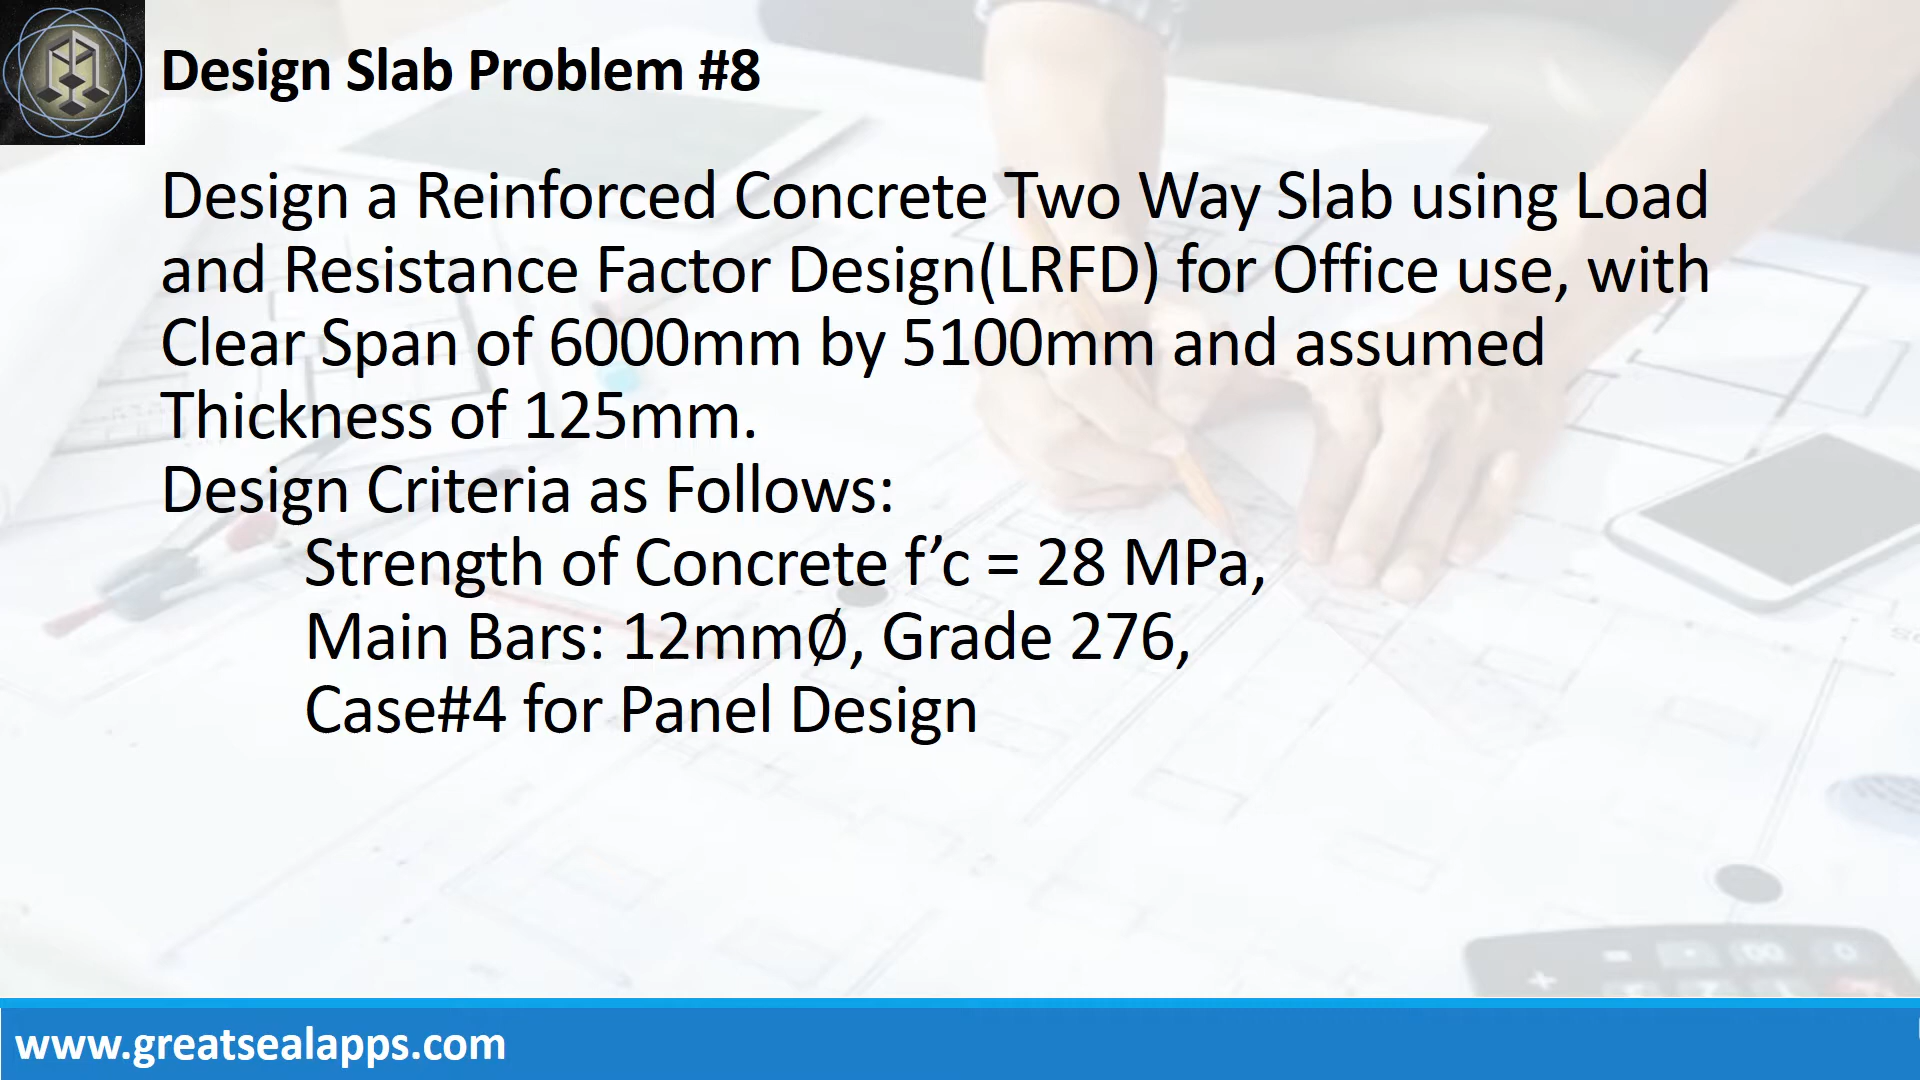 Design Slab Problem #8
Design a Reinforced Concrete Two Way Slab using Load
and Resistance Factor Design(LRFD) for Office use, with
Clear Span of 6000mm by 5100mm and assumed
Thickness of 125mm.
Design Criteria as Follows:
Strength of Concrete f’c = 28 MPa,
Main Bars: 12mmØ, Grade 276,
Case#4 for Panel Design
www.greatsealapps.com